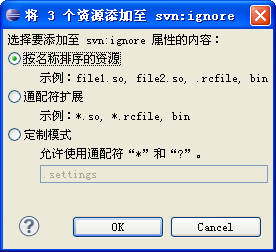 将 3 个资源添加至 svn:ignore
选择要添加至 svn:ignore 属性的内容:
按名称排序的资源
示例: file1.so, file2.so, .rcfile, bin
通配符扩展
示例: *.so, *.rcfile, bin
定制模式
允许使用通配符“*”和“?”。
.settings
?
OK
Cancel